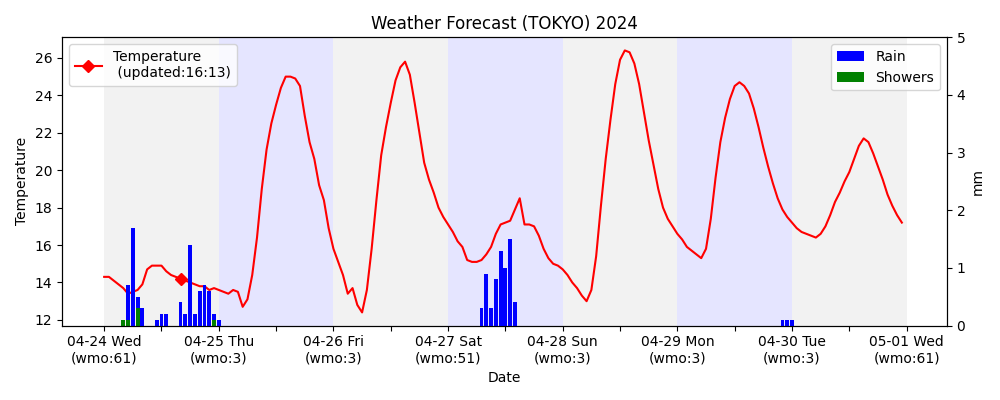 Weather Forecast (TOKYO) 2024
Temperature
(updated:16:13)
Rain
Showers
26
24
22
20
18
16
14
12
Temperature
5
4
3
2
1
0
mm
04-24 Wed
(wmo:61)
04-25 Thu
(wmo:3)
04-26 Fri
(wmo:3)
04-27 Sat
(wmo:51)
04-28 Sun
(wmo:3)
04-29 Mon
(wmo:3)
04-30 Tue
(wmo:3)
05-01 Wed
(wmo:61)
Date